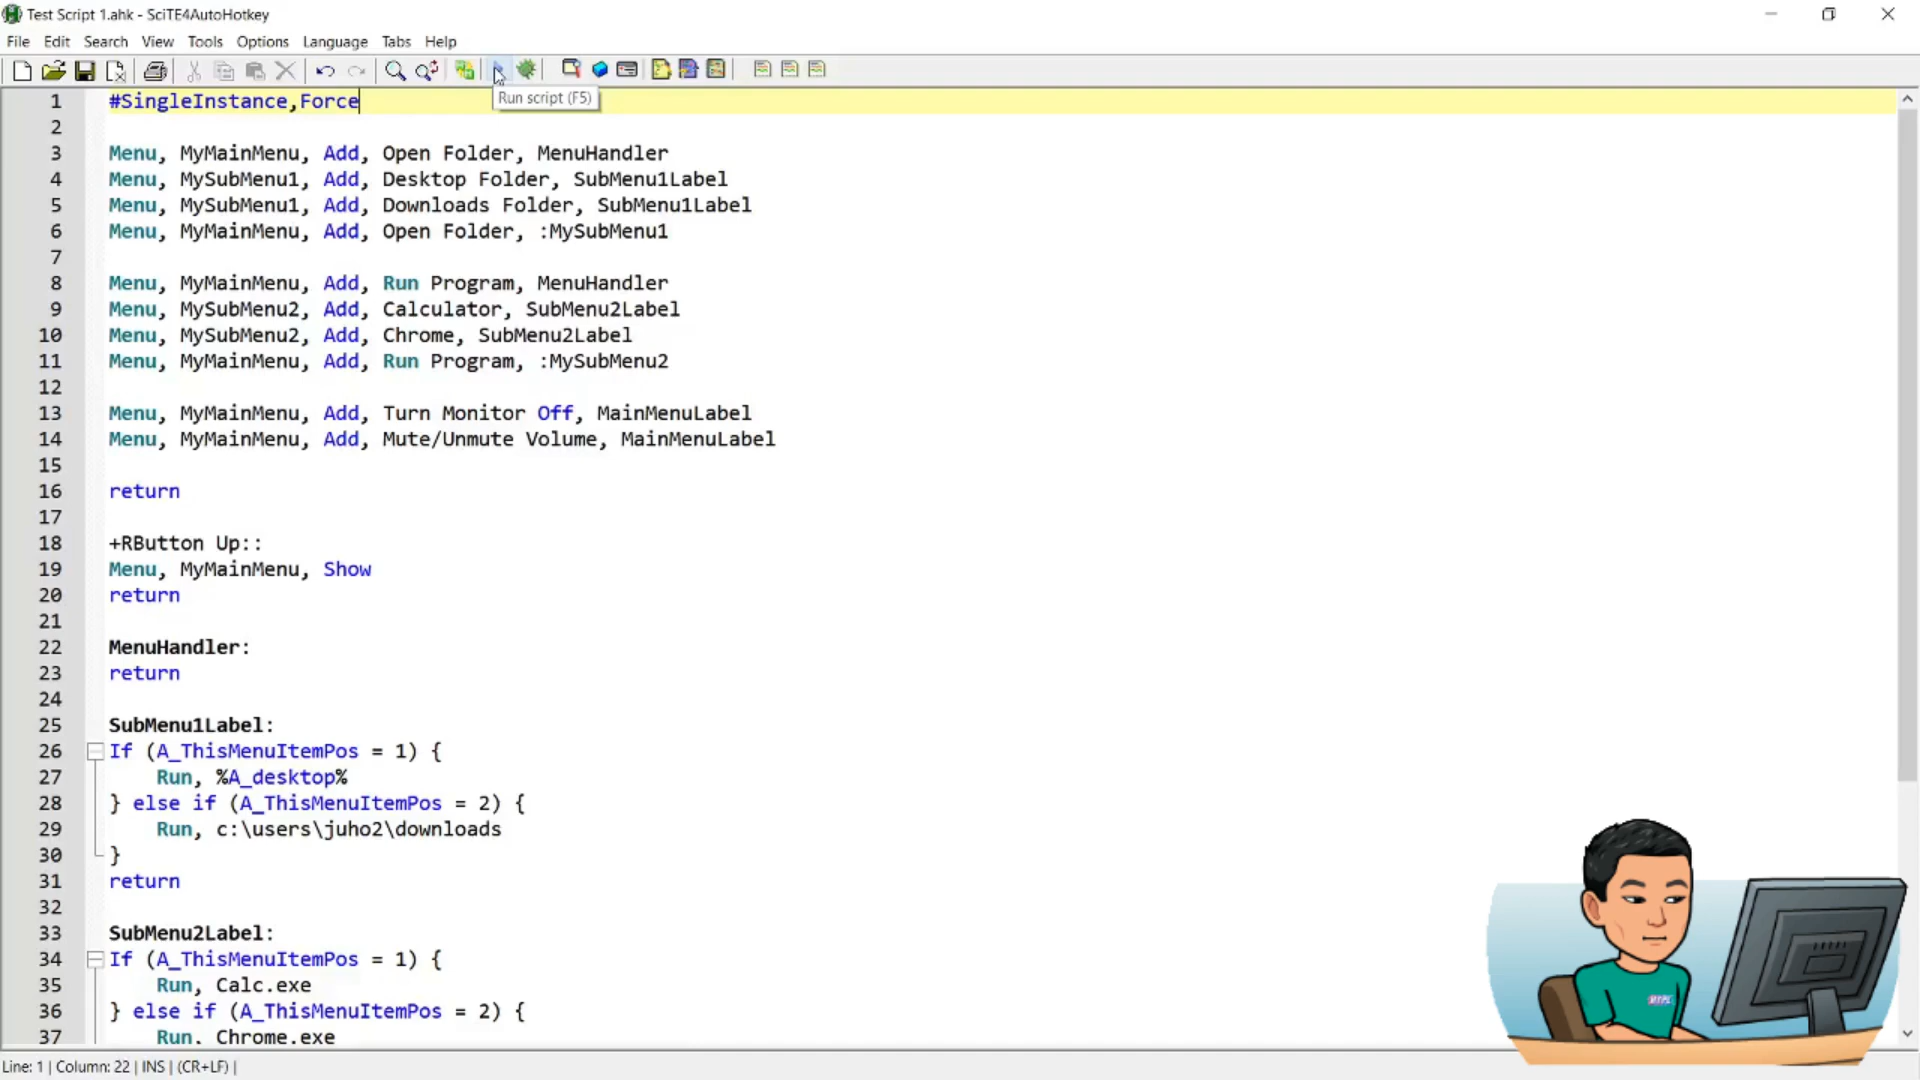 Test Script 1.ahk - SciTE4AutoHotkey
File Edit Search View Tools Options Language Tabs Help
Run script (F5)
1 #SingleInstance,Force
2
3 Menu, MyMainMenu, Add, Open Folder, MenuHandler
4 Menu, MySubMenu1, Add, Desktop Folder, SubMenu1Label
5 Menu, MySubMenu1, Add, Downloads Folder, SubMenu1Label
6 Menu, MyMainMenu, Add, Open Folder, :MySubMenu1
7
8 Menu, MyMainMenu, Add, Run Program, MenuHandler
9 Menu, MySubMenu2, Add, Calculator, SubMenu2Label
10 Menu, MySubMenu2, Add, Chrome, SubMenu2Label
11 Menu, MyMainMenu, Add, Run Program, :MySubMenu2
12
13 Menu, MyMainMenu, Add, Turn Monitor Off, MainMenuLabel
14 Menu, MyMainMenu, Add, Mute/Unmute Volume, MainMenuLabel
15
16 return
17
18 +RButton Up::
19 Menu, MyMainMenu, Show
20 return
21
22 MenuHandler:
23 return
24
25 SubMenu1Label:
26 If (A_ThisMenuItemPos = 1) {
27 Run, %A_desktop%
28 } else if (A_ThisMenuItemPos = 2) {
29 Run, c:\users\juho2\downloads
30 }
31 return
32
33 SubMenu2Label:
34 If (A_ThisMenuItemPos = 1) {
35 Run, Calc.exe
36 } else if (A_ThisMenuItemPos = 2) {
37 Run, Chrome.exe
Line: 1 | Column: 22 | INS | (CR+LF) |